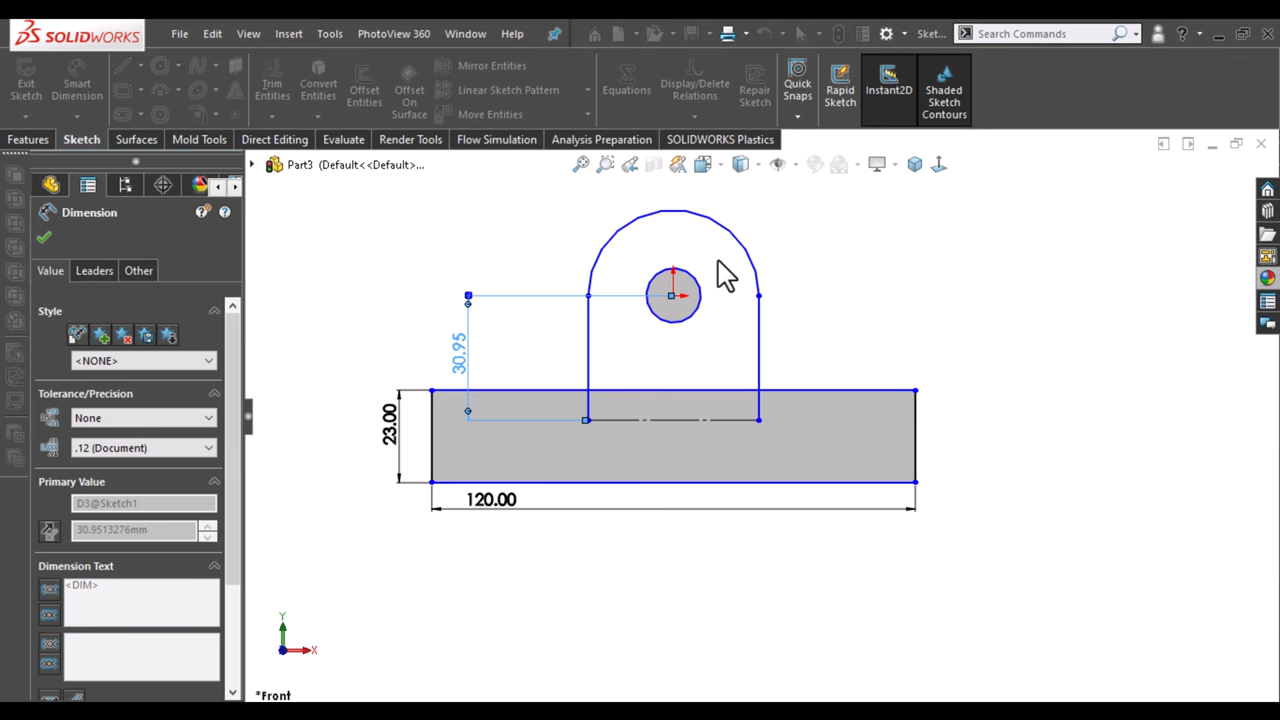 SOLIDWORKS File Edit View Insert Tools PhotoView 360 Window Help Sket... Search Commands ?
Exit Sketch Smart Dimension Trim Entities Convert Entities Offset Entities Offset On Surface Mirror Entities Linear Sketch Pattern Move Entities Equations Display/Delete Relations Repair Sketch Quick Snaps Rapid Sketch Instant2D Shaded Sketch Contours
Features Sketch Surfaces Mold Tools Direct Editing Evaluate Render Tools Flow Simulation Analysis Preparation SOLIDWORKS Plastics
Part3 (Default<<Default>...
Dimension
Value Leaders Other
Style
<NONE>
Tolerance/Precision
None
.12 (Document)
Primary Value
D3@Sketch1
30.9513276mm
Dimension Text
<DIM>
30.95
23.00
120.00
Y
X
*Front